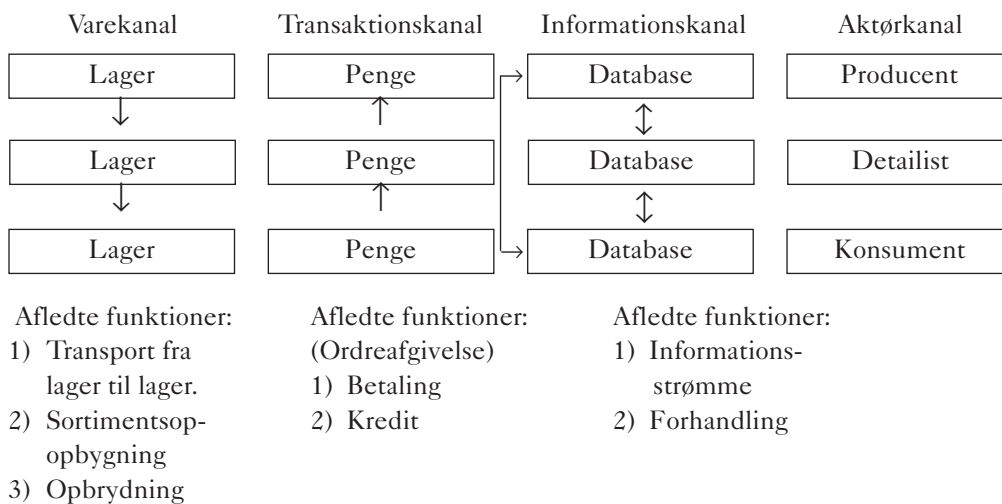 Varekanal Transaktionskanal Informationskanal Aktørkanal
Lager Penge Database Producent
Lager Penge Database Detailist
Lager Penge Database Konsument
Afledte funktioner:
1) Transport fra
lager til lager.
2) Sortimentsop-
opbygning
3) Opbrydning
Afledte funktioner:
(Ordreafgivelse)
1) Betaling
2) Kredit
Afledte funktioner:
1) Informations-
strømme
2) Forhandling